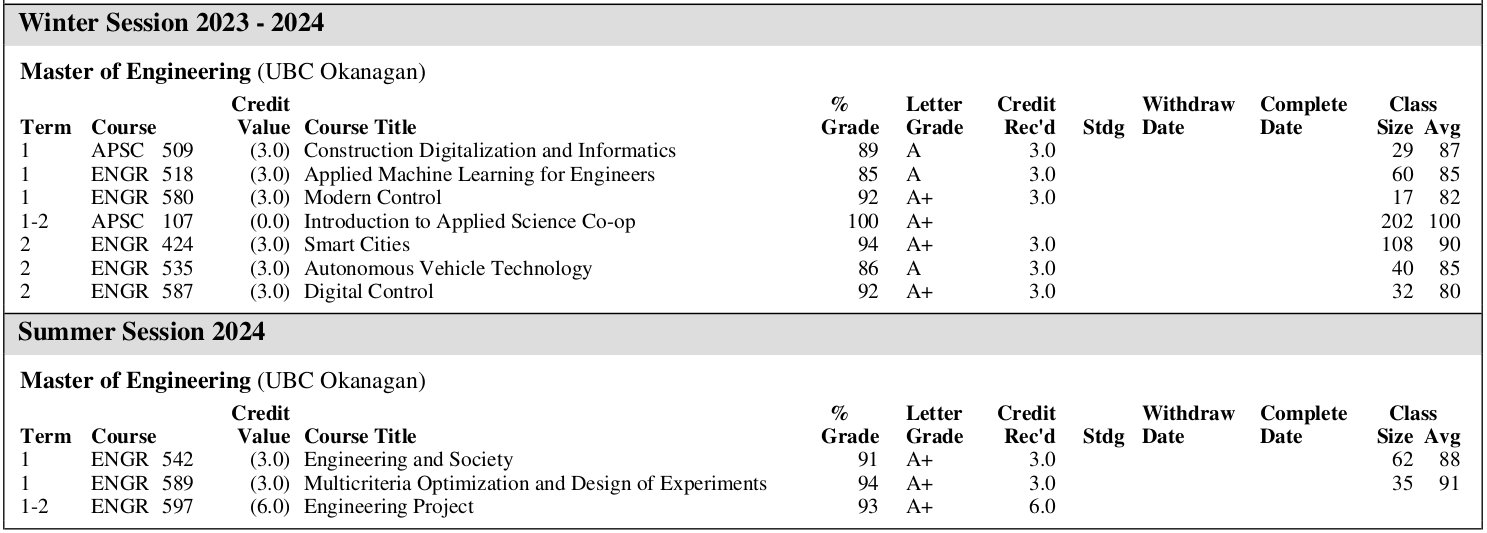 Winter Session 2023 - 2024
Master of Engineering (UBC Okanagan)
Credit % Letter Credit Withdraw Complete Class
Term Course Value Course Title Grade Grade Rec'd Stdg Date Date Size Avg
1 APSC 509 (3.0) Construction Digitalization and Informatics 89 A 3.0 29 87
1 ENGR 518 (3.0) Applied Machine Learning for Engineers 85 A 3.0 60 85
1 ENGR 580 (3.0) Modern Control 92 A+ 3.0 17 82
1-2 APSC 107 (0.0) Introduction to Applied Science Co-op 100 A+ 202 100
2 ENGR 424 (3.0) Smart Cities 94 A+ 3.0 108 90
2 ENGR 535 (3.0) Autonomous Vehicle Technology 86 A 3.0 40 85
2 ENGR 587 (3.0) Digital Control 92 A+ 3.0 32 80
Summer Session 2024
Master of Engineering (UBC Okanagan)
Credit % Letter Credit Withdraw Complete Class
Term Course Value Course Title Grade Grade Rec'd Stdg Date Date Size Avg
1 ENGR 542 (3.0) Engineering and Society 91 A+ 3.0 62 88
1 ENGR 589 (3.0) Multicriteria Optimization and Design of Experiments 94 A+ 3.0 35 91
1-2 ENGR 597 (6.0) Engineering Project 93 A+ 6.0